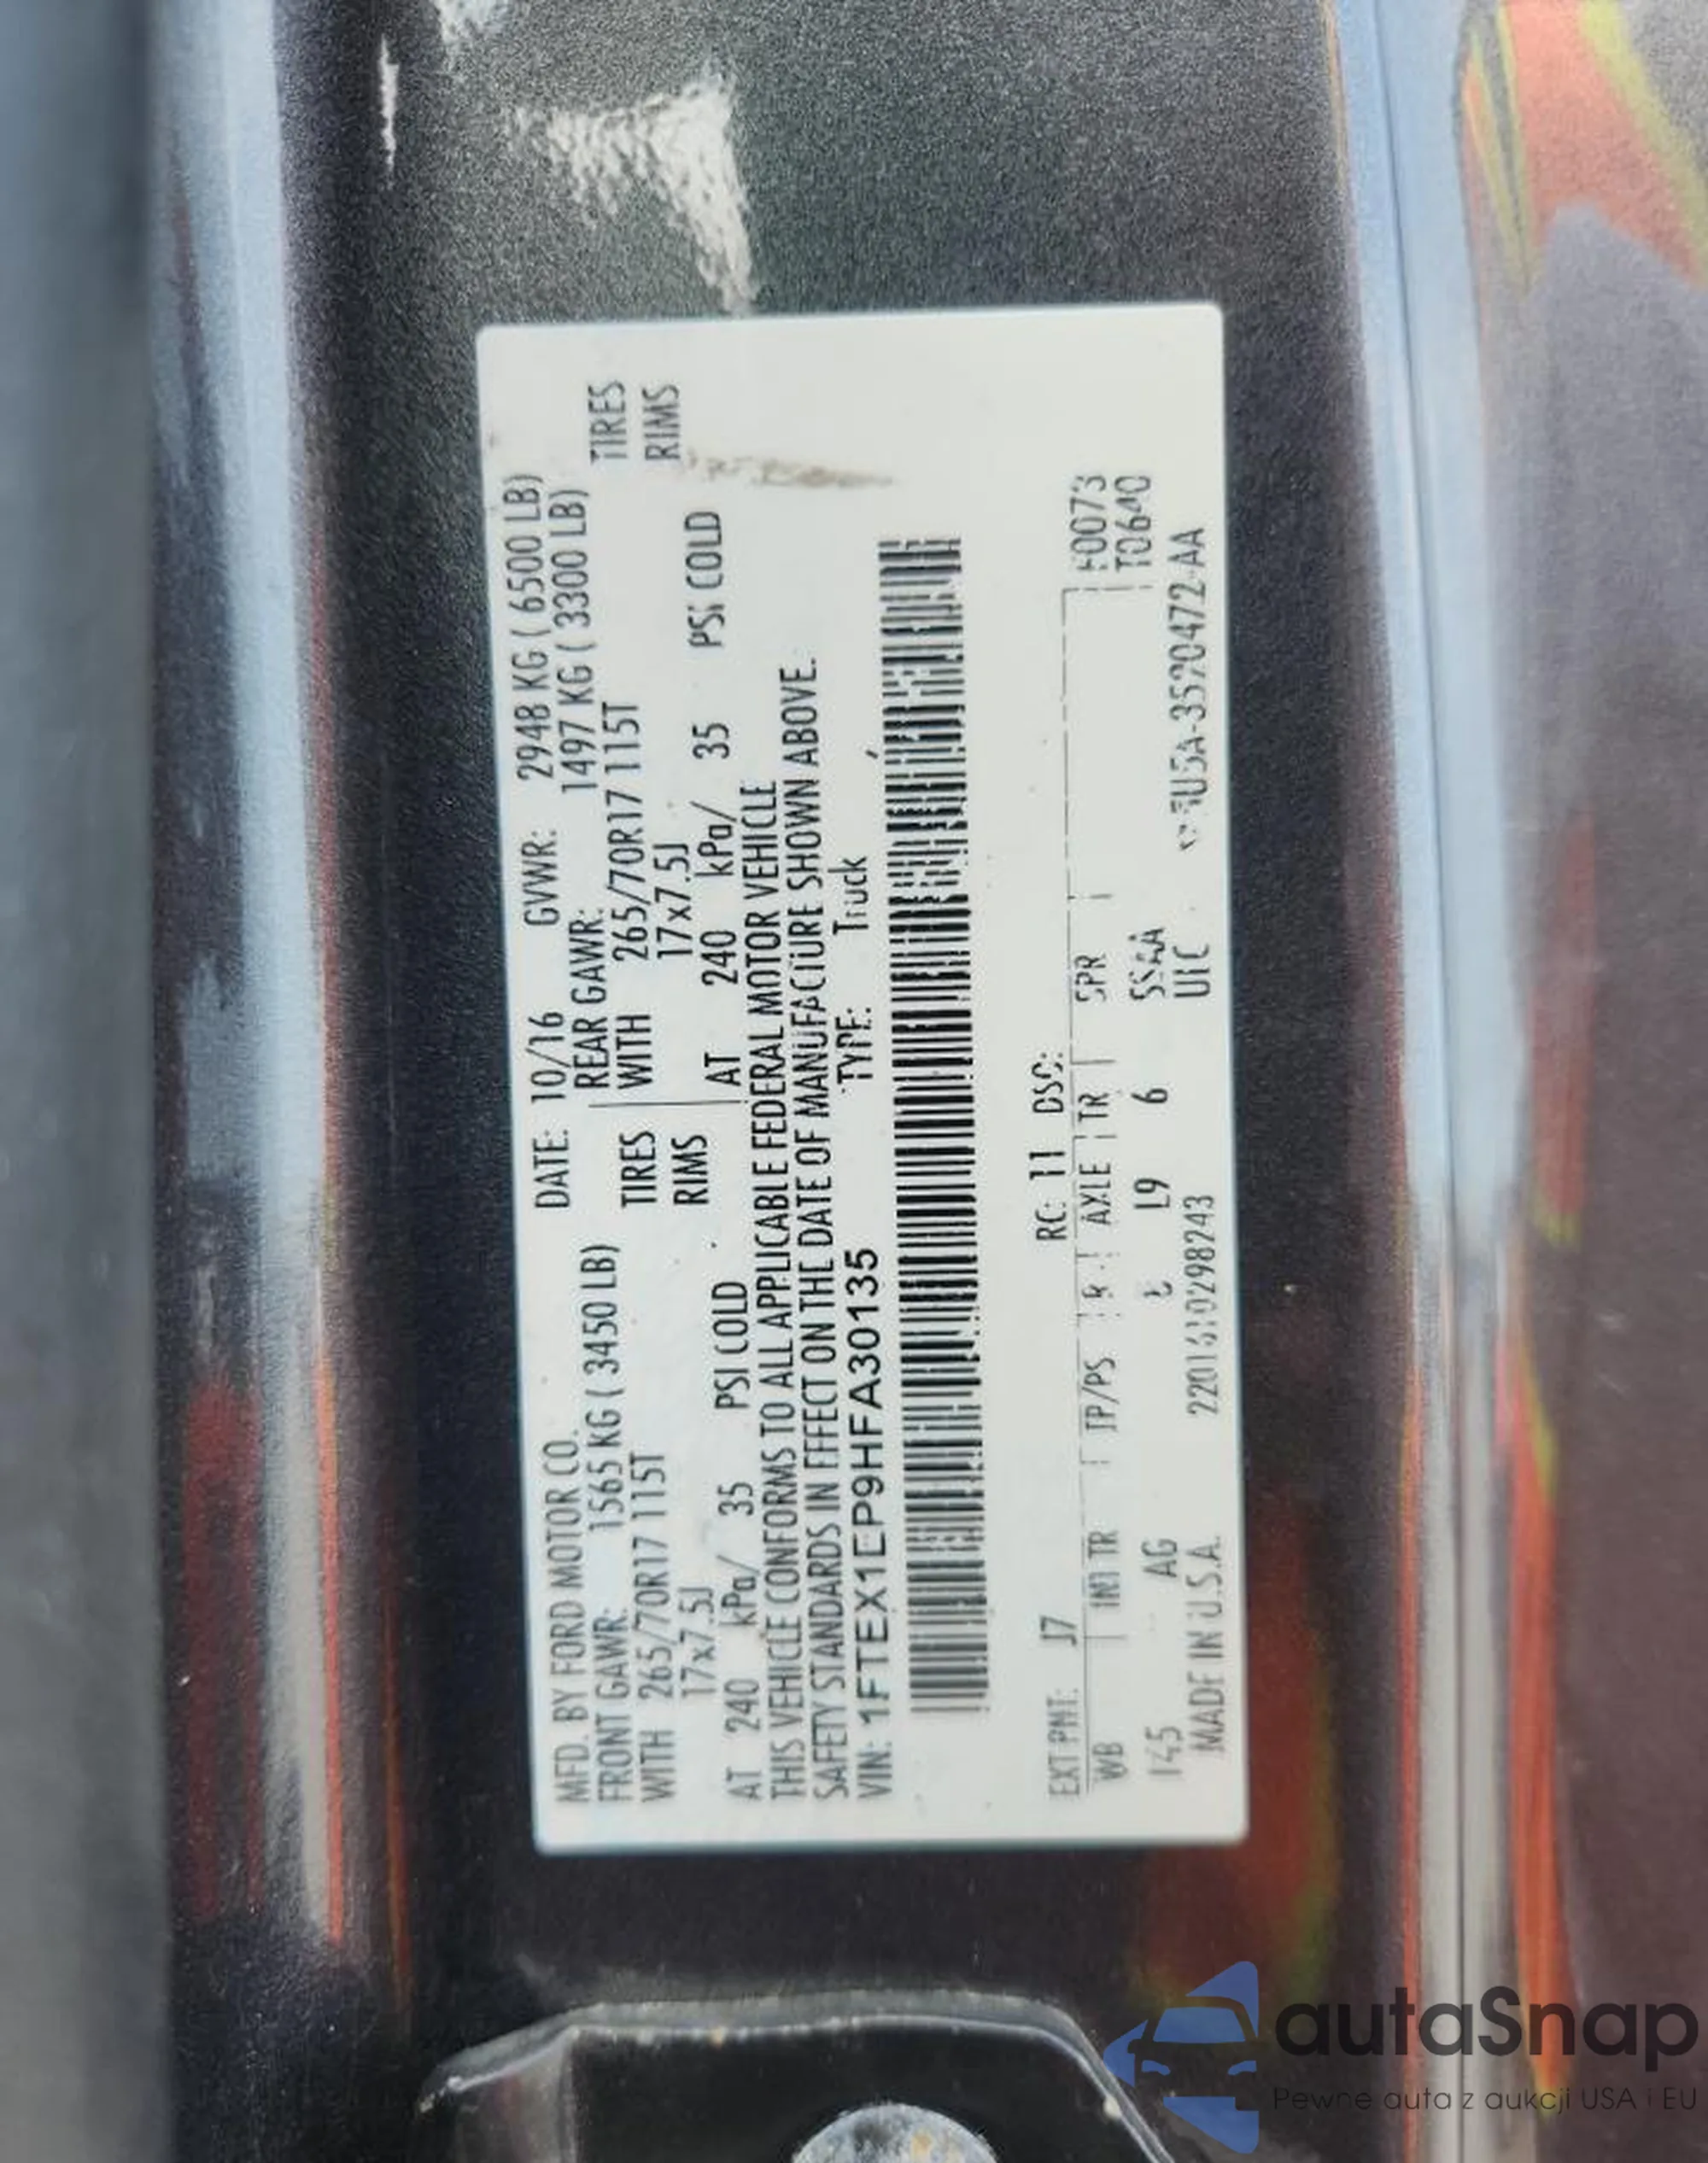 MFD. BY FORD MOTOR CO. DATE: 10/16 GVWR: 2948 KG ( 6500 LB)
FRONT GAWR: 1565 KG ( 3450 LB) REAR GAWR: 1497 KG ( 3300 LB)
WITH 265/70R17 115T TIRES WITH 265/70R17 115T TIRES
17x7.5J RIMS 17x7.5J RIMS
AT 240 kPa/ 35 PSI COLD AT 240 kPa/ 35 PSI COLD
THIS VEHICLE CONFORMS TO ALL APPLICABLE FEDERAL MOTOR VEHICLE
SAFETY STANDARDS IN EFFECT ON THE DATE OF MANUFACTURE SHOWN ABOVE.
VIN: 1FTEX1EP9HFA30135 TYPE: Truck
EXT PNT: J7 RC: 11 DSO:
WB INT TR TP/PS R AXLE TR SPR
145 AG L9 6 T0640
MADE IN U.S.A. 2201610298243 UTC
autaSnap
Pewne auta z aukcji USA i EU